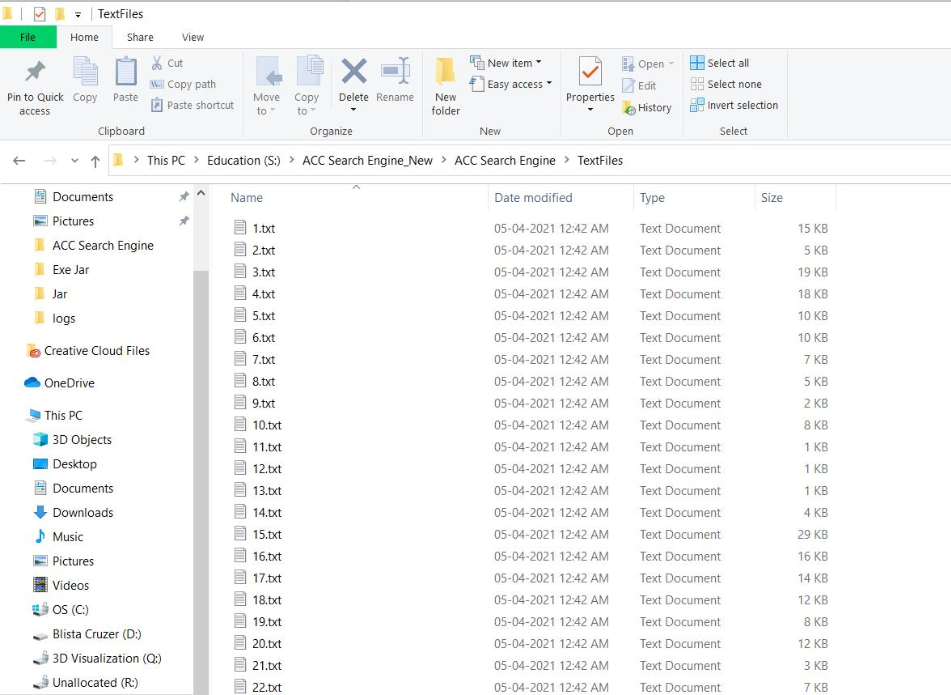 TextFiles
File Home Share View
Pin to Quick access
Copy
Paste
Cut
Copy path
Paste shortcut
Clipboard
Move to
Copy to
Delete
Rename
Organize
New folder
New item
Easy access
New
Properties
Open
Edit
History
Open
Select all
Select none
Invert selection
Select
This PC > Education (S:) > ACC Search Engine_New > ACC Search Engine > TextFiles
Documents
Pictures
ACC Search Engine
Exe Jar
Jar
logs
Creative Cloud Files
OneDrive
This PC
3D Objects
Desktop
Documents
Downloads
Music
Pictures
Videos
OS (C:)
Blista Cruzer (D:)
3D Visualization (Q:)
Unallocated (R:)
Name Date modified Type Size
1.txt 05-04-2021 12:42 AM Text Document 15 KB
2.txt 05-04-2021 12:42 AM Text Document 5 KB
3.txt 05-04-2021 12:42 AM Text Document 19 KB
4.txt 05-04-2021 12:42 AM Text Document 18 KB
5.txt 05-04-2021 12:42 AM Text Document 10 KB
6.txt 05-04-2021 12:42 AM Text Document 10 KB
7.txt 05-04-2021 12:42 AM Text Document 7 KB
8.txt 05-04-2021 12:42 AM Text Document 5 KB
9.txt 05-04-2021 12:42 AM Text Document 2 KB
10.txt 05-04-2021 12:42 AM Text Document 8 KB
11.txt 05-04-2021 12:42 AM Text Document 1 KB
12.txt 05-04-2021 12:42 AM Text Document 1 KB
13.txt 05-04-2021 12:42 AM Text Document 1 KB
14.txt 05-04-2021 12:42 AM Text Document 4 KB
15.txt 05-04-2021 12:42 AM Text Document 29 KB
16.txt 05-04-2021 12:42 AM Text Document 16 KB
17.txt 05-04-2021 12:42 AM Text Document 14 KB
18.txt 05-04-2021 12:42 AM Text Document 12 KB
19.txt 05-04-2021 12:42 AM Text Document 8 KB
20.txt 05-04-2021 12:42 AM Text Document 12 KB
21.txt 05-04-2021 12:42 AM Text Document 3 KB
22.txt 05-04-2021 12:42 AM Text Document 7 KB